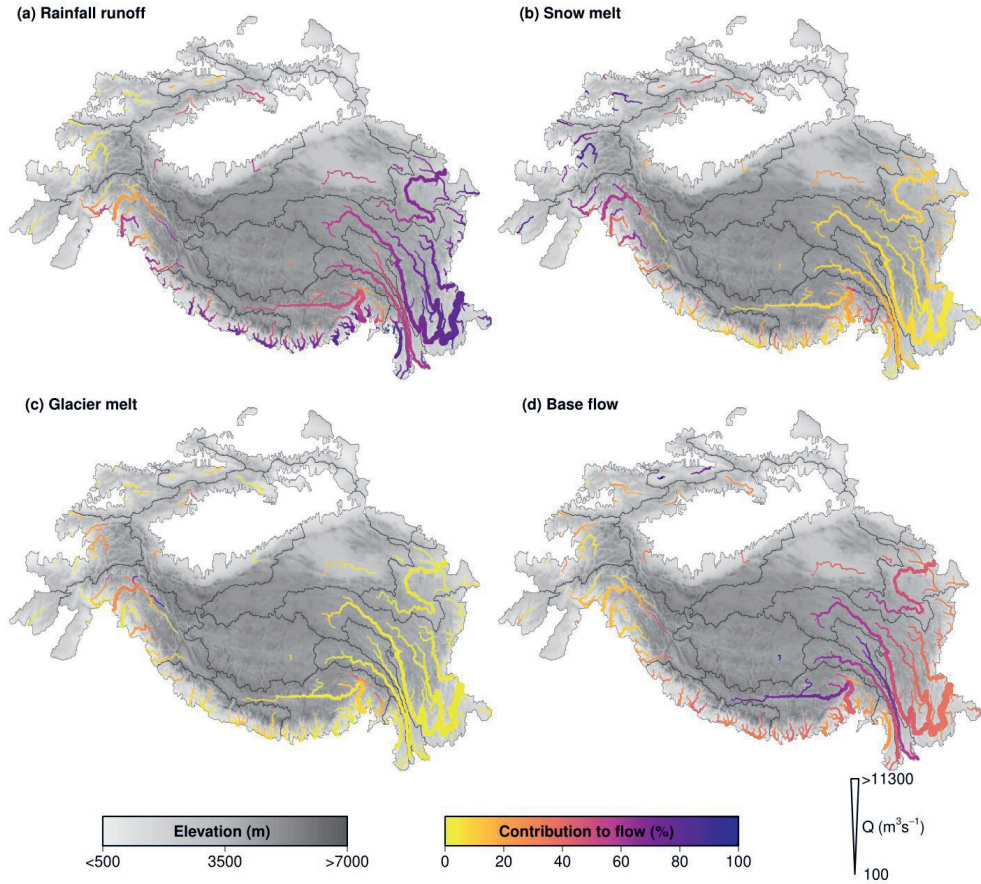 (a) Rainfall runoff
(b) Snow melt
(c) Glacier melt
(d) Base flow
>11300
Q (m³s⁻¹)
100
Elevation (m)
<500 3500 >7000
Contribution to flow (%)
0 20 40 60 80 100